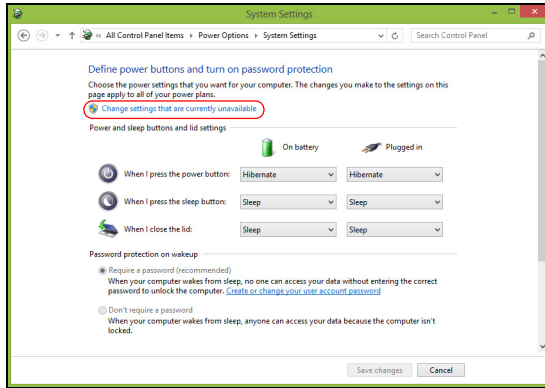 System Settings
« All Control Panel Items ▸ Power Options ▸ System Settings
Search Control Panel
Define power buttons and turn on password protection
Choose the power settings that you want for your computer. The changes you make to the settings on this
page apply to all of your power plans.
Change settings that are currently unavailable
Power and sleep buttons and lid settings
On battery Plugged in
When I press the power button: Hibernate Hibernate
When I press the sleep button: Sleep Sleep
When I close the lid: Sleep Sleep
Password protection on wakeup
Require a password (recommended)
When your computer wakes from sleep, no one can access your data without entering the correct
password to unlock the computer. Create or change your user account password
Don't require a password
When your computer wakes from sleep, anyone can access your data because the computer isn't
locked.
Save changes Cancel